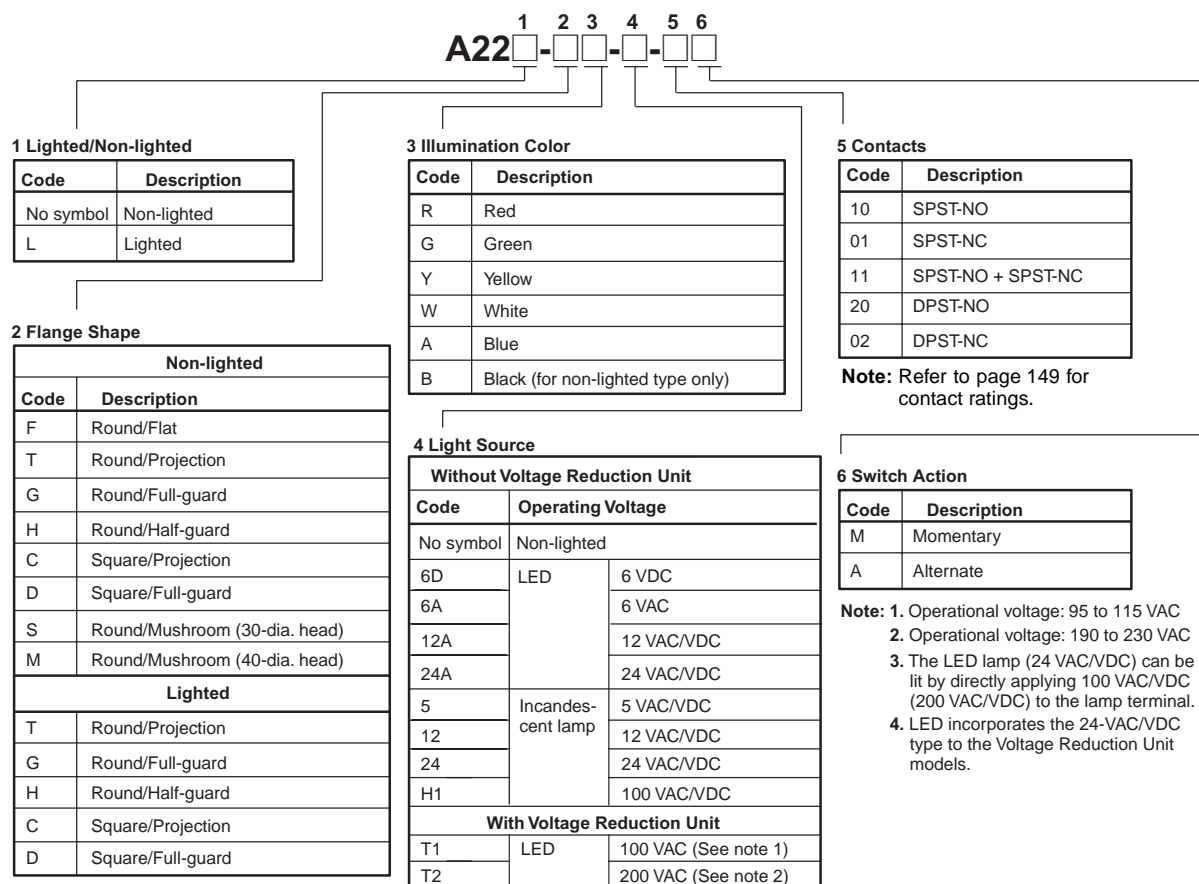 1 2 3 4 5 6
A22□-□□-□-□□
1 Lighted/Non-lighted
Code Description
No symbol Non-lighted
L Lighted
2 Flange Shape
Non-lighted
Code Description
F Round/Flat
T Round/Projection
G Round/Full-guard
H Round/Half-guard
C Square/Projection
D Square/Full-guard
S Round/Mushroom (30-dia. head)
M Round/Mushroom (40-dia. head)
Lighted
T Round/Projection
G Round/Full-guard
H Round/Half-guard
C Square/Projection
D Square/Full-guard
3 Illumination Color
Code Description
R Red
G Green
Y Yellow
W White
A Blue
B Black (for non-lighted type only)
4 Light Source
Without Voltage Reduction Unit
Code Operating Voltage
No symbol Non-lighted
6D LED 6 VDC
6A 6 VAC
12A 12 VAC/VDC
24A 24 VAC/VDC
5 Incandes- 5 VAC/VDC
cent lamp
12 12 VAC/VDC
24 24 VAC/VDC
H1 100 VAC/VDC
With Voltage Reduction Unit
T1 LED 100 VAC (See note 1)
T2 200 VAC (See note 2)
5 Contacts
Code Description
10 SPST-NO
01 SPST-NC
11 SPST-NO + SPST-NC
20 DPST-NO
02 DPST-NC
Note: Refer to page 149 for
contact ratings.
6 Switch Action
Code Description
M Momentary
A Alternate
Note: 1. Operational voltage: 95 to 115 VAC
2. Operational voltage: 190 to 230 VAC
3. The LED lamp (24 VAC/VDC) can be
lit by directly applying 100 VAC/VDC
(200 VAC/VDC) to the lamp terminal.
4. LED incorporates the 24-VAC/VDC
type to the Voltage Reduction Unit
models.